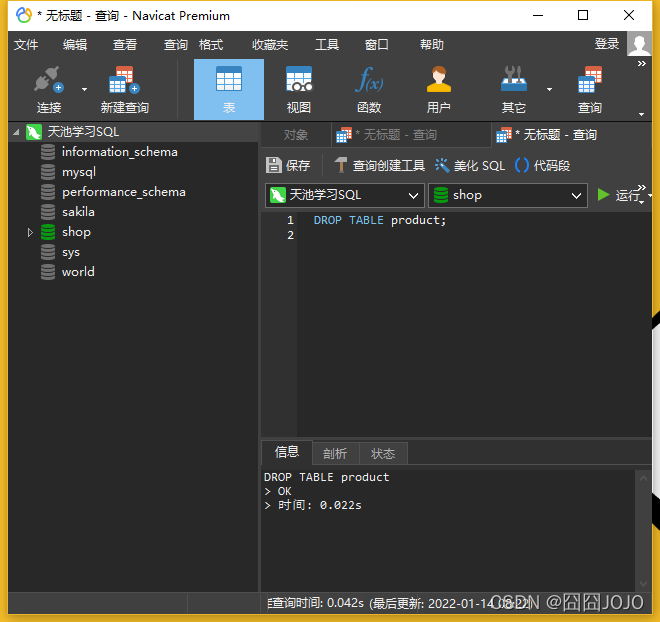 * 无标题 - 查询 - Navicat Premium
文件 编辑 查看 查询 格式 收藏夹 工具 窗口 帮助 登录
连接 新建查询 表 视图 函数 用户 其它 查询
天池学习SQL
information_schema
mysql
performance_schema
sakila
shop
sys
world
对象 * 无标题 - 查询 * 无标题 - 查询
保存 查询创建工具 美化 SQL () 代码段
天池学习SQL shop 运行
1 DROP TABLE product;
2
信息 剖析 状态
DROP TABLE product
> OK
> 时间: 0.022s
查询时间: 0.042s (最后更新: 2022-01-14 08:22)
CSDN @囧囧JOJO